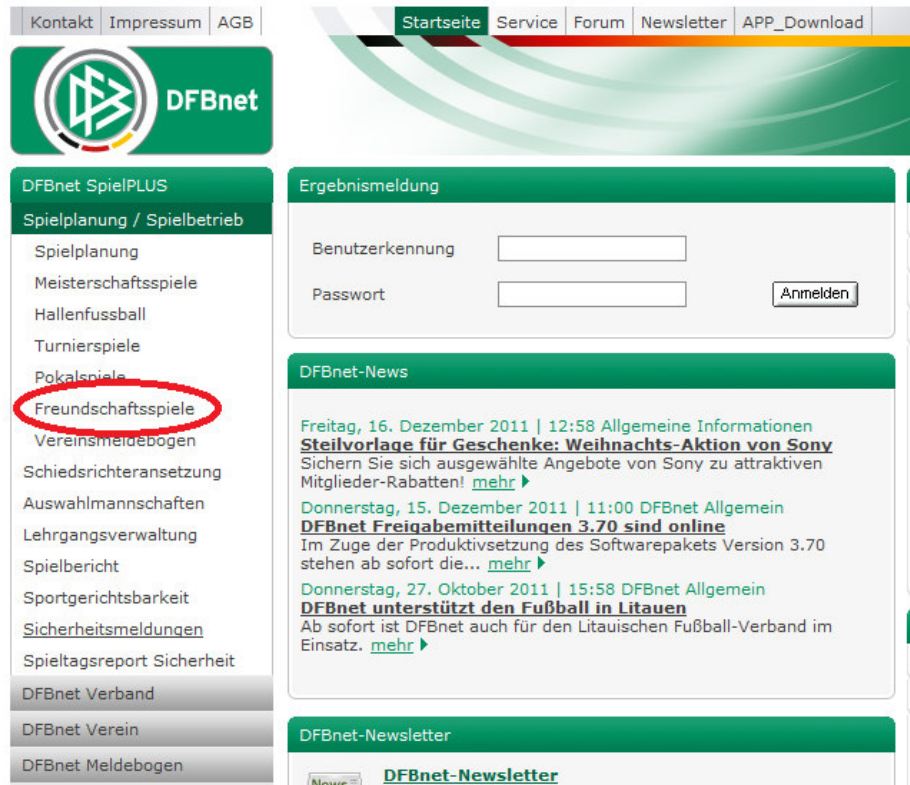 Kontakt Impressum AGB
Startseite Service Forum Newsletter APP_Download
DFBnet
DFBnet SpielPLUS
Spielplanung / Spielbetrieb
Spielplanung
Meisterschaftsspiele
Hallenfussball
Turnierspiele
Pokalspiele
Freundschaftsspiele
Vereinsmeldebogen
Schiedsrichteransetzung
Auswahlmannschaften
Lehrgangsverwaltung
Spielbericht
Sportgerichtsbarkeit
Sicherheitsmeldungen
Spieltagsreport Sicherheit
DFBnet Verband
DFBnet Verein
DFBnet Meldebogen
Ergebnismeldung
Benutzerkennung
Passwort
Anmelden
DFBnet-News
Freitag, 16. Dezember 2011 | 12:58 Allgemeine Informationen
Steilvorlage für Geschenke: Weihnachts-Aktion von Sony
Sichern Sie sich ausgewählte Angebote von Sony zu attraktiven
Mitglieder-Rabatten! mehr
Donnerstag, 15. Dezember 2011 | 11:00 DFBnet Allgemein
DFBnet Freigabemitteilungen 3.70 sind online
Im Zuge der Produktivsetzung des Softwarepakets Version 3.70
stehen ab sofort die... mehr
Donnerstag, 27. Oktober 2011 | 15:58 DFBnet Allgemein
DFBnet unterstützt den Fußball in Litauen
Ab sofort ist DFBnet auch für den Litauischen Fußball-Verband im
Einsatz. mehr
DFBnet-Newsletter
News
DFBnet-Newsletter